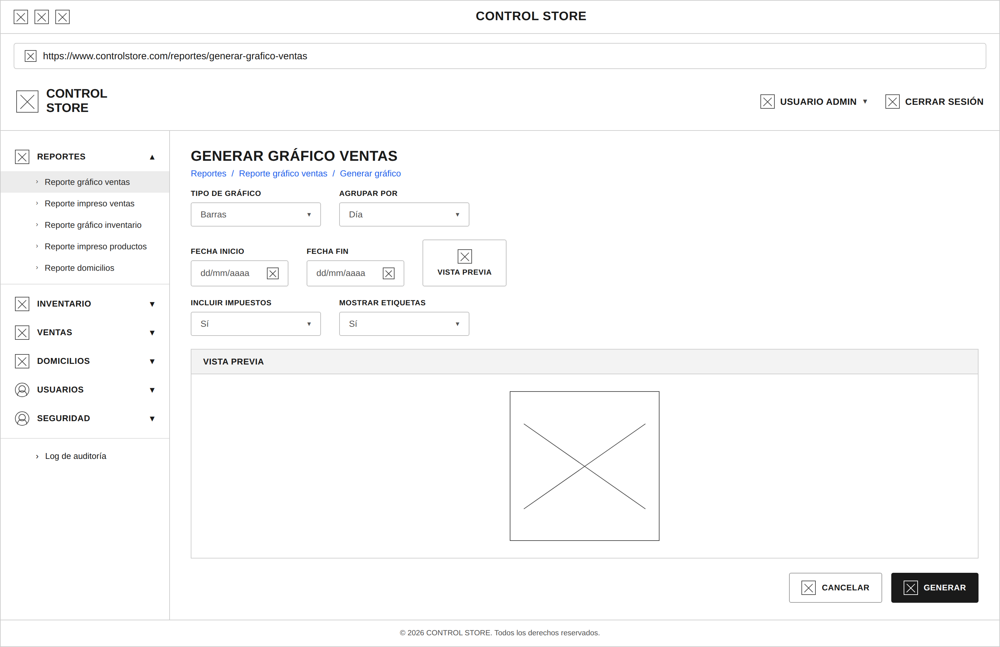 CONTROL STORE
https://www.controlstore.com/reportes/generar-grafico-ventas
CONTROL
STORE
USUARIO ADMIN
CERRAR SESIÓN
REPORTES
Reporte gráfico ventas
Reporte impreso ventas
Reporte gráfico inventario
Reporte impreso productos
Reporte domicilios
INVENTARIO
VENTAS
DOMICILIOS
USUARIOS
SEGURIDAD
Log de auditoría
GENERAR GRÁFICO VENTAS
Reportes / Reporte gráfico ventas / Generar gráfico
TIPO DE GRÁFICO
Barras
AGRUPAR POR
Día
FECHA INICIO
dd/mm/aaaa
FECHA FIN
dd/mm/aaaa
VISTA PREVIA
INCLUIR IMPUESTOS
Sí
MOSTRAR ETIQUETAS
Sí
VISTA PREVIA
CANCELAR
GENERAR
© 2026 CONTROL STORE. Todos los derechos reservados.